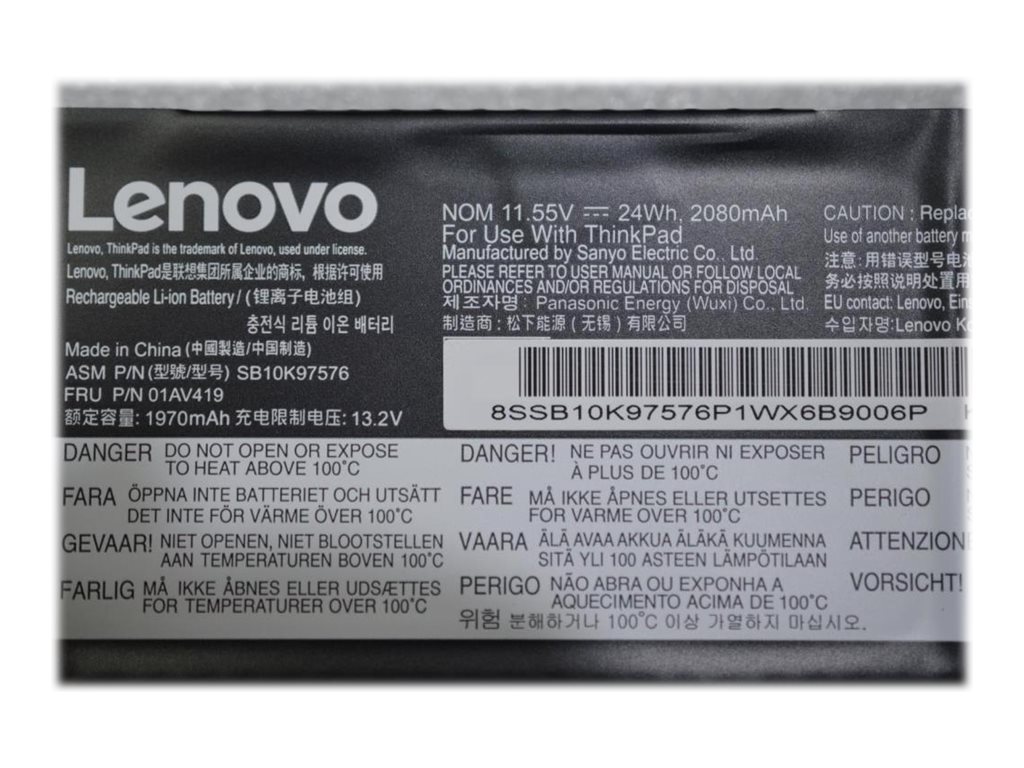 Lenovo
Lenovo, ThinkPad is the trademark of Lenovo, used under license.
Lenovo, ThinkPad是联想集团所属企业的商标，根据许可使用
Rechargeable Li-ion Battery/ (锂离子电池组)
충전식 리튬 이온 배터리
Made in China (中國製造/中国制造)
ASM P/N (型號/型号) SB10K97576
FRU P/N 01AV419
额定容量: 1970mAh 充电限制电压: 13.2V
NOM 11.55V ⎓ 24Wh, 2080mAh
For Use With ThinkPad
Manufactured by Sanyo Electric Co., Ltd
PLEASE REFER TO USER MANUAL OR FOLLOW LOCAL
ORDINANCES AND/OR REGULATIONS FOR DISPOSAL
제조자명: Panasonic Energy (Wuxi) Co., Ltd.
制造商: 松下能源 (无锡) 有限公司
CAUTION : Replac
Use of another battery m
注意: 用错误型号电池
务必按照说明处置用
EU contact: Lenovo, Eins
수입자명:Lenovo Ko
8SSB10K97576P1WX6B9006P
DANGER DO NOT OPEN OR EXPOSE
TO HEAT ABOVE 100°C
FARA ÖPPNA INTE BATTERIET OCH UTSÄTT
DET INTE FÖR VÄRME ÖVER 100°C
GEVAAR! NIET OPENEN, NIET BLOOTSTELLEN
AAN TEMPERATUREN BOVEN 100°C
FARLIG MÅ IKKE ÅBNES ELLER UDSÆTTES
FOR TEMPERATURER OVER 100°C
DANGER! NE PAS OUVRIR NI EXPOSER
À PLUS DE 100°C
FARE MÅ IKKE ÅPNES ELLER UTSETTES
FOR VARME OVER 100°C
VAARA ÄLÄ AVAA AKKUA ÄLÄKÄ KUUMENNA
SITÄ YLI 100 ASTEEN LÄMPÖTILAAN
PERIGO NÃO ABRA OU EXPONHA A
AQUECIMENTO ACIMA DE 100°C
위험 분해하거나 100°C 이상 가열하지 마십시오.
PELIGRO
PERIGO
ATTENZIONE
VORSICHT!